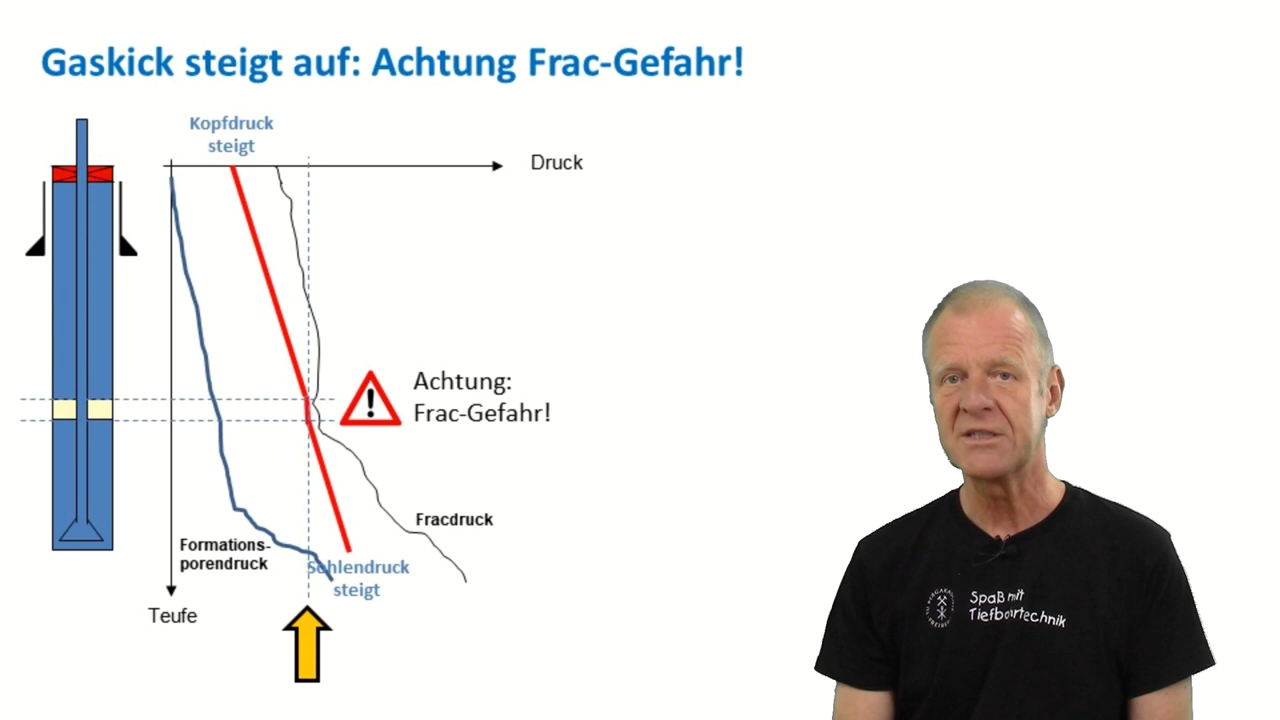 Gaskick steigt auf: Achtung Frac-Gefahr!
Kopfdruck
steigt
Druck
!
Achtung:
Frac-Gefahr!
Fracdruck
Formations-
porendruck
Sohlendruck
steigt
Teufe
Spaß mit
Tiefbohrtechnik